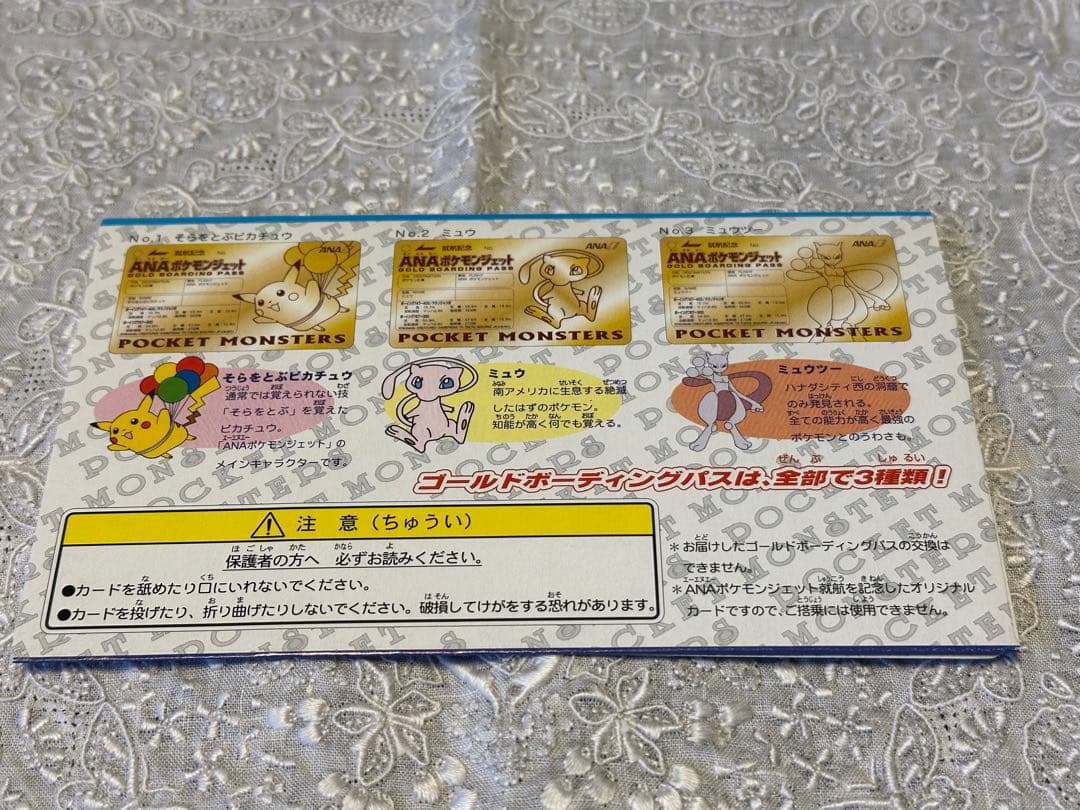 No.1 そらをとぶピカチュウ
No.2 ミュウ
No.3 ミュウツー
就航記念 No. ANA
ANAポケモンジェット
GOLD BOARDING PASS
POCKET MONSTERS
就航記念 No. ANA
ANAポケモンジェット
GOLD BOARDING PASS
POCKET MONSTERS
就航記念 No.
ANAポケモンジェット
GOLD BOARDING PASS
POCKET MONSTERS
そらをとぶピカチュウ
通常では覚えられない技
「そらをとぶ」を覚えた
ピカチュウ。
「ANAポケモンジェット」の
メインキャラクターです。
ミュウ
南アメリカに生息する絶滅
したはずのポケモン。
知能が高く何でも覚える。
ミュウツー
ハナダシティ西の洞窟で
のみ発見される。
全ての能力が高く最強の
ポケモンとのうわさも。
ゴールドボーディングパスは、全部で3種類!
注 意(ちゅうい)
保護者の方へ 必ずお読みください。
●カードを舐めたり口にいれないでください。
●カードを投げたり、折り曲げたりしないでください。破損してけがをする恐れがあります。
*お届けしたゴールドボーディングパスの交換は
できません。
*ANAポケモンジェット就航を記念したオリジナル
カードですので、ご搭乗には使用できません。